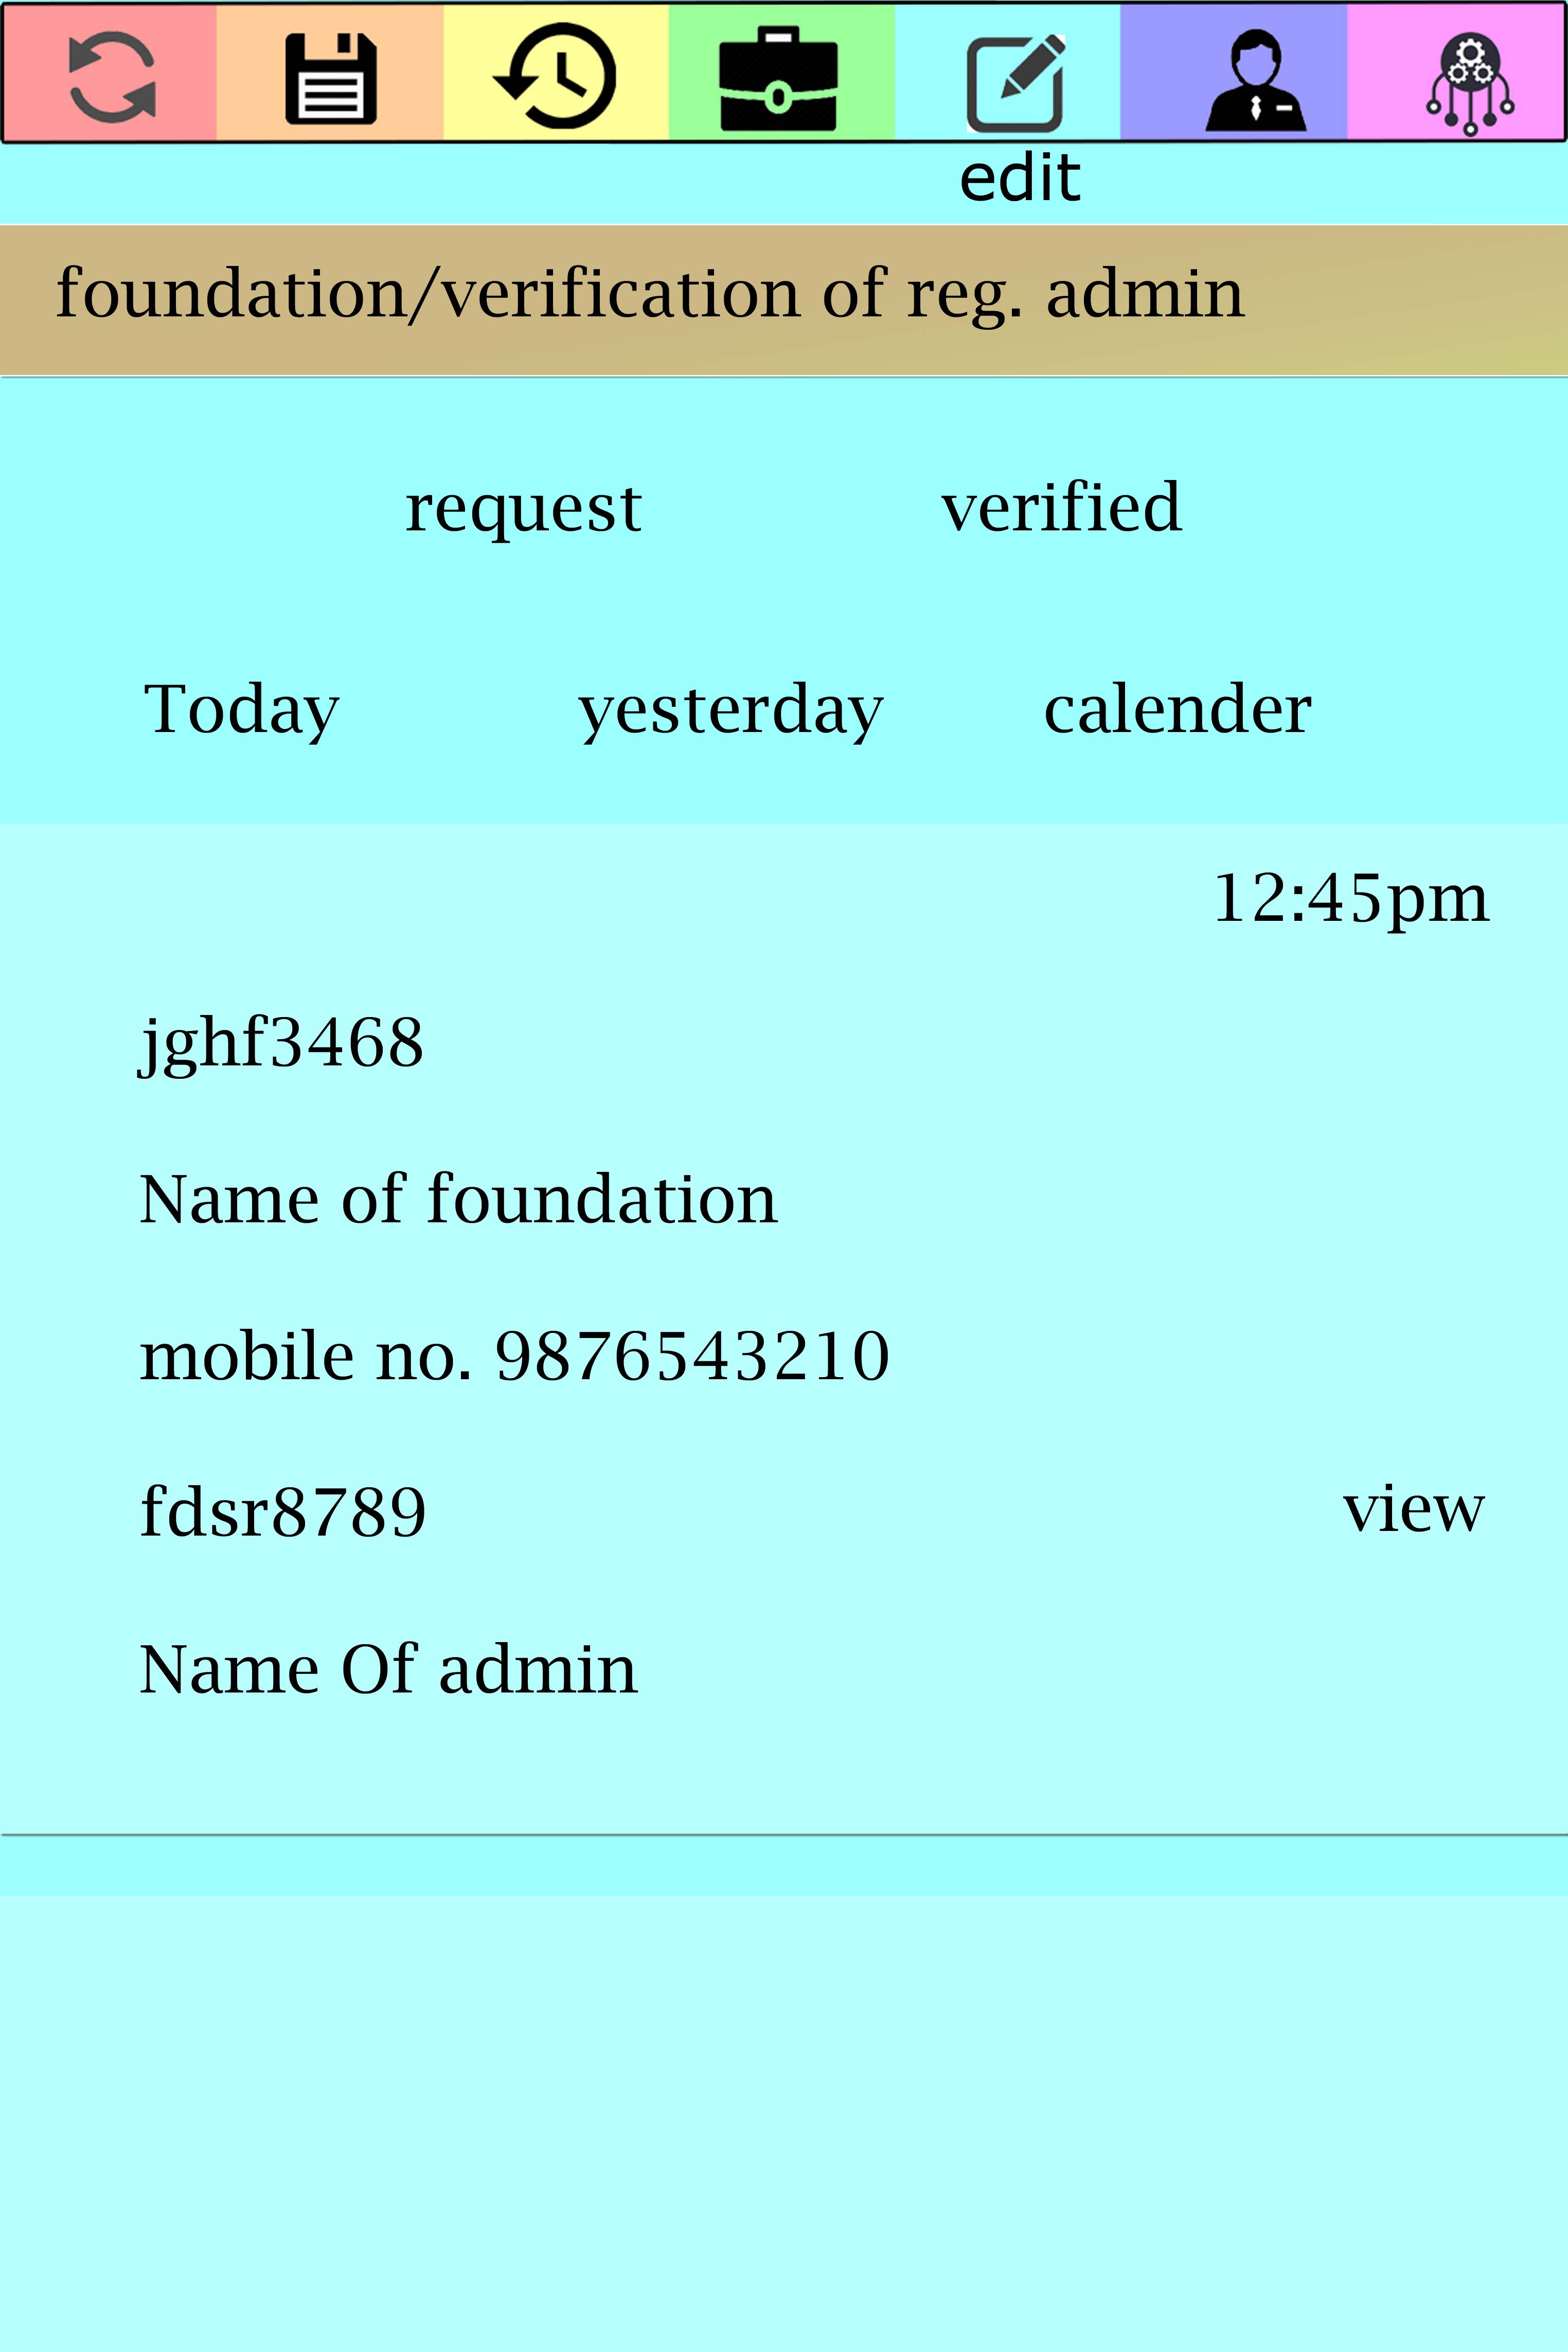 edit
foundation/verification of reg. admin
request verified
Today yesterday calender
12:45pm
jghf3468
Name of foundation
mobile no. 9876543210
fdsr8789 view
Name Of admin